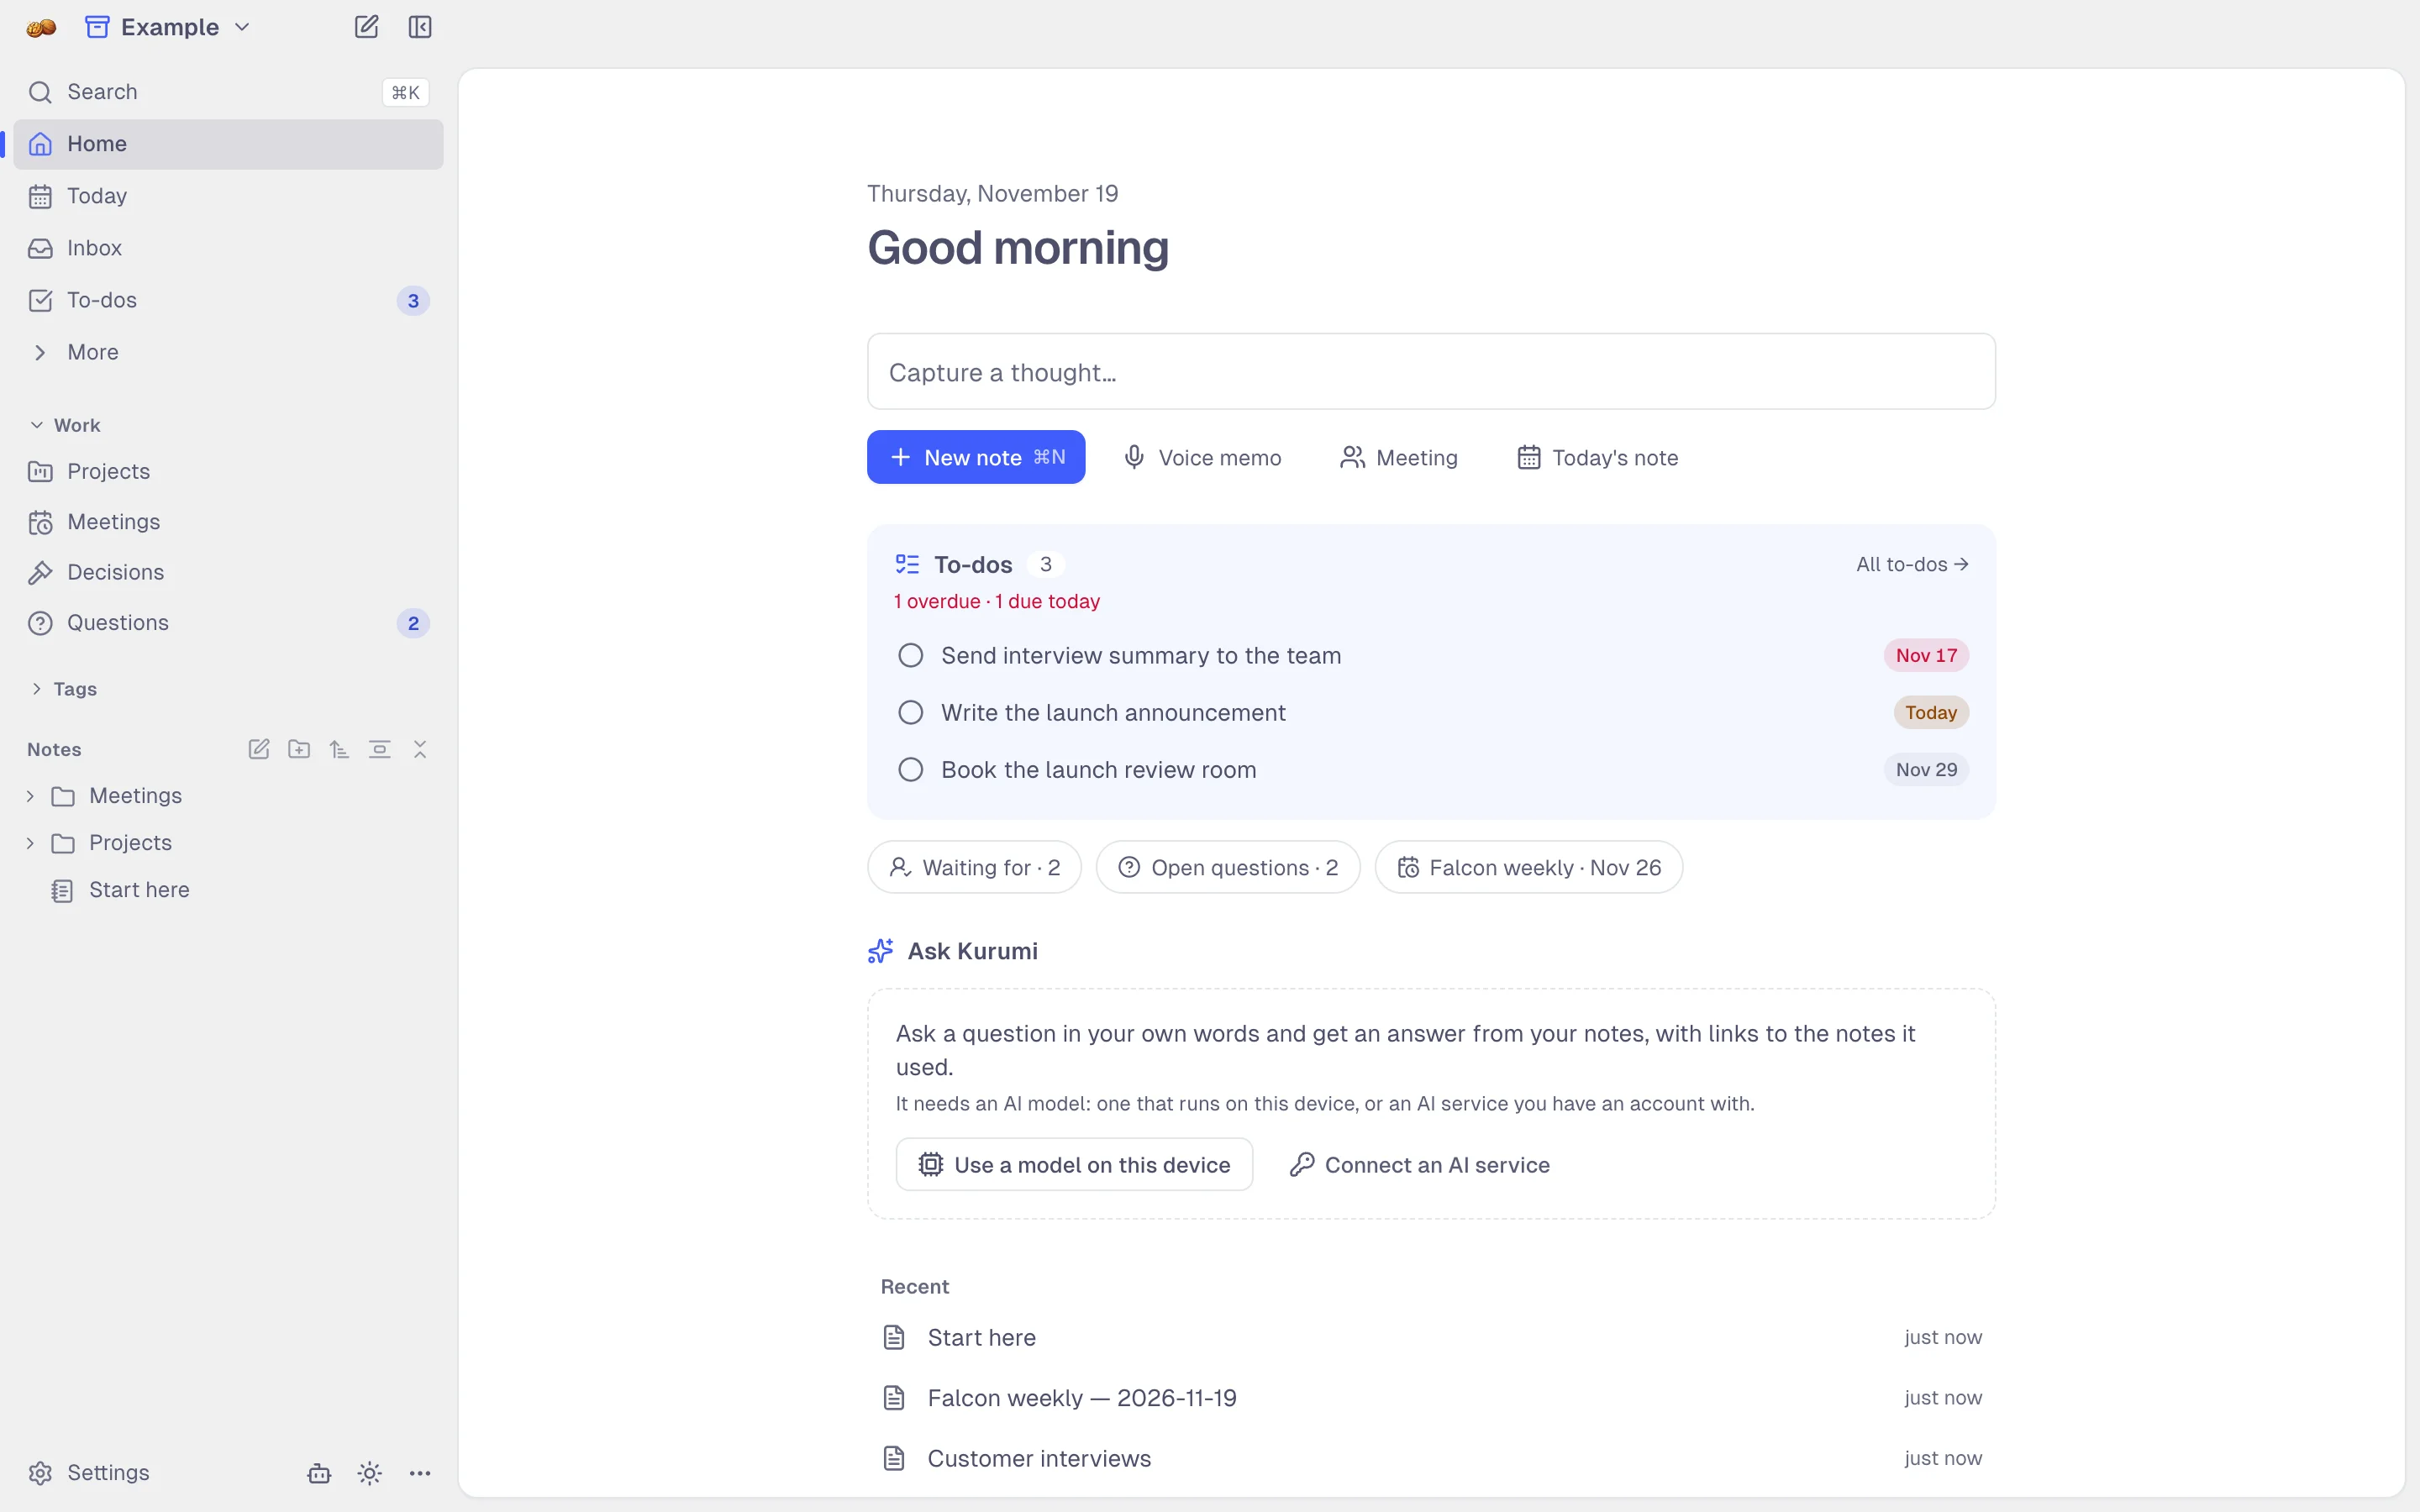 Example
Search ⌘K
Home
Today
Inbox
To-dos 3
More
Work
Projects
Meetings
Decisions
Questions 2
Tags
Notes
Meetings
Projects
Start here
Settings
Thursday, November 19
Good morning
Capture a thought…
New note ⌘N Voice memo Meeting Today's note
To-dos 3 All to-dos →
1 overdue · 1 due today
Send interview summary to the team Nov 17
Write the launch announcement Today
Book the launch review room Nov 29
Waiting for · 2 Open questions · 2 Falcon weekly · Nov 26
Ask Kurumi
Ask a question in your own words and get an answer from your notes, with links to the notes it
used.
It needs an AI model: one that runs on this device, or an AI service you have an account with.
Use a model on this device Connect an AI service
Recent
Start here just now
Falcon weekly — 2026-11-19 just now
Customer interviews just now